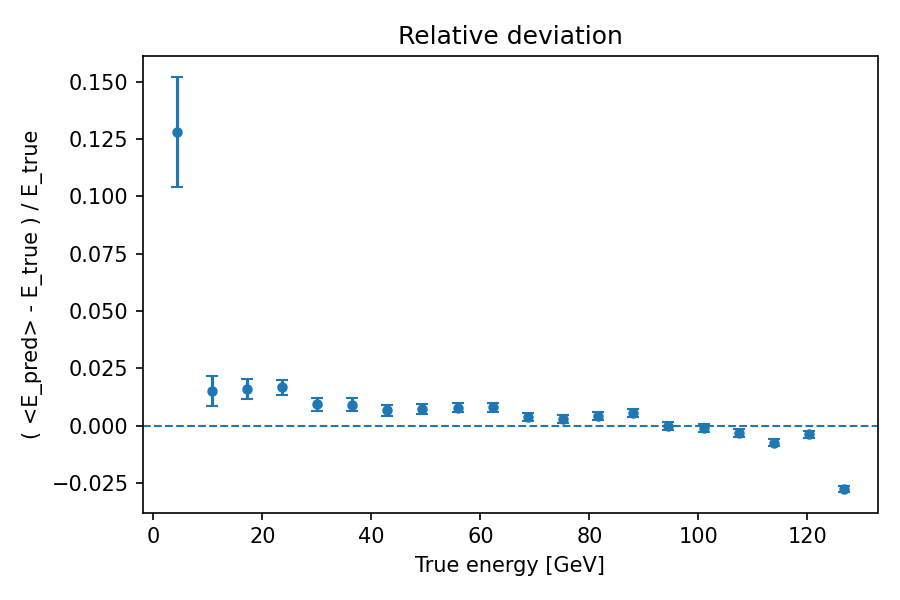 Relative deviation
( <E_pred> - E_true ) / E_true
0.150
0.125
0.100
0.075
0.050
0.025
0.000
−0.025
0 20 40 60 80 100 120
True energy [GeV]